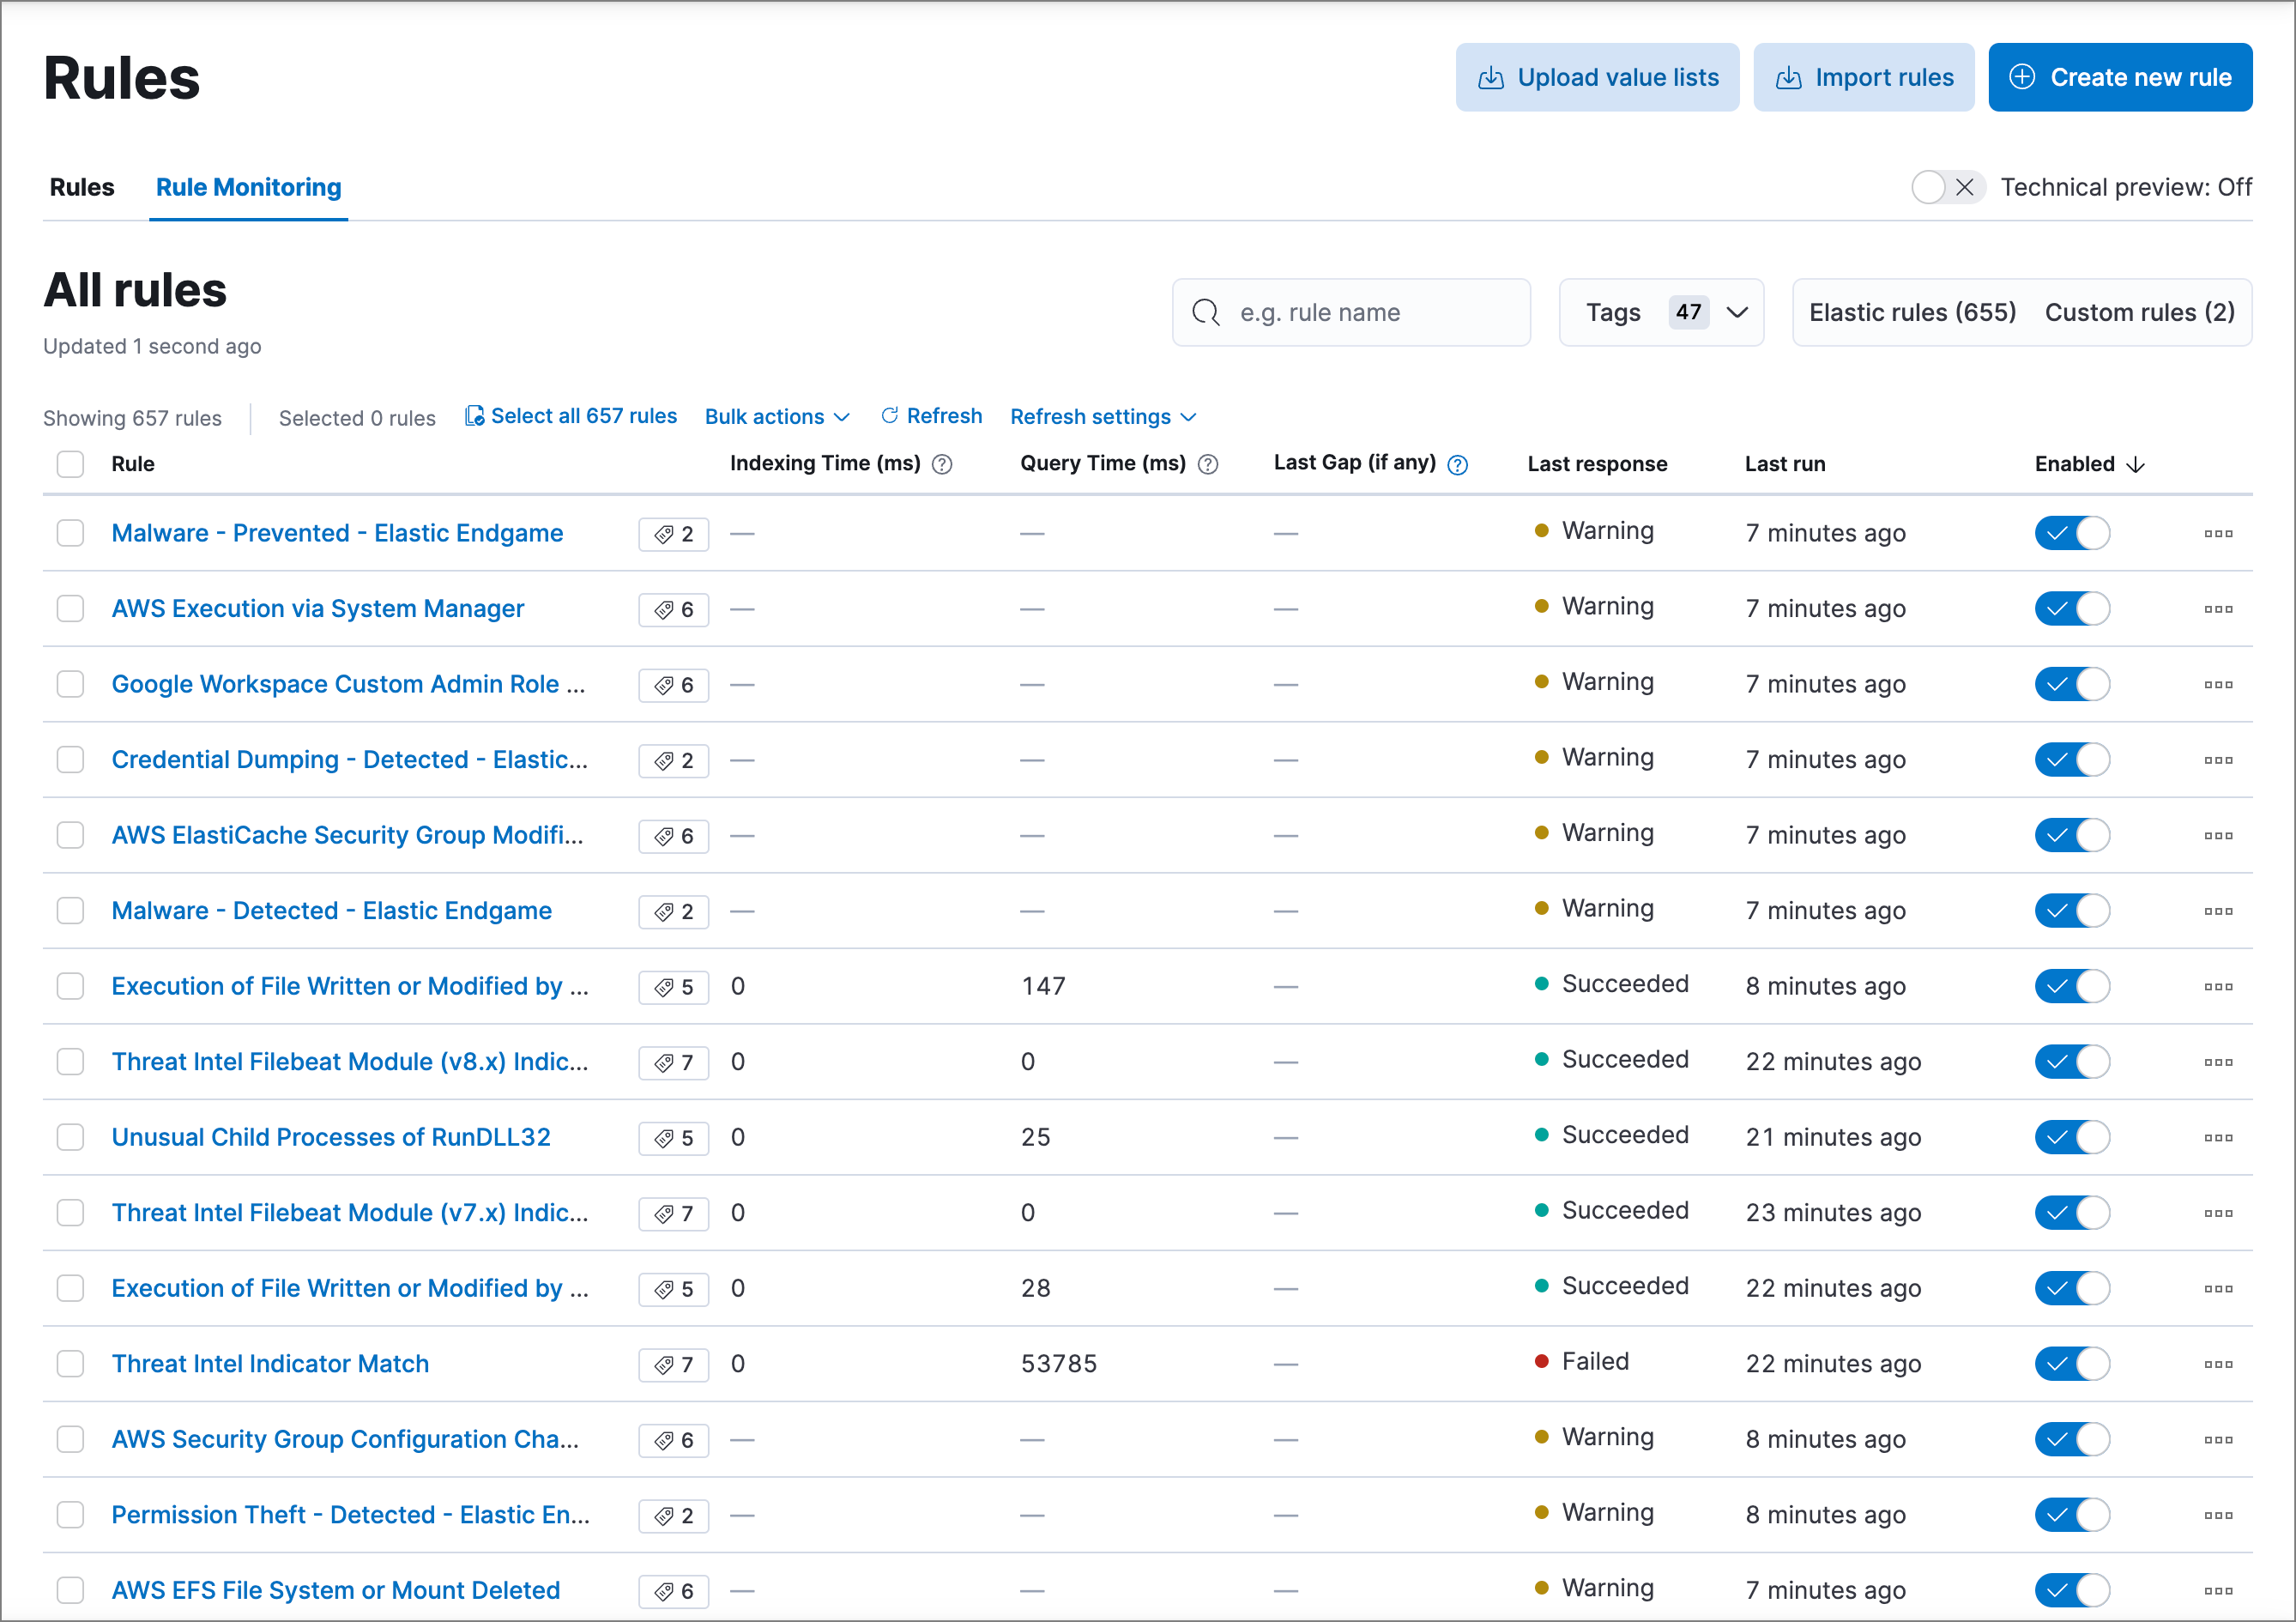 Rules
Upload value lists Import rules Create new rule
Rules Rule Monitoring Technical preview: Off
All rules
Updated 1 second ago
e.g. rule name Tags 47 Elastic rules (655) Custom rules (2)
Showing 657 rules Selected 0 rules Select all 657 rules Bulk actions Refresh Refresh settings
Rule Indexing Time (ms) Query Time (ms) Last Gap (if any) Last response Last run Enabled
Malware - Prevented - Elastic Endgame 2 — — — Warning 7 minutes ago
AWS Execution via System Manager 6 — — — Warning 7 minutes ago
Google Workspace Custom Admin Role ... 6 — — — Warning 7 minutes ago
Credential Dumping - Detected - Elastic... 2 — — — Warning 7 minutes ago
AWS ElastiCache Security Group Modifi... 6 — — — Warning 7 minutes ago
Malware - Detected - Elastic Endgame 2 — — — Warning 7 minutes ago
Execution of File Written or Modified by ... 5 0 147 — Succeeded 8 minutes ago
Threat Intel Filebeat Module (v8.x) Indic... 7 0 0 — Succeeded 22 minutes ago
Unusual Child Processes of RunDLL32 5 0 25 — Succeeded 21 minutes ago
Threat Intel Filebeat Module (v7.x) Indic... 7 0 0 — Succeeded 23 minutes ago
Execution of File Written or Modified by ... 5 0 28 — Succeeded 22 minutes ago
Threat Intel Indicator Match 7 0 53785 — Failed 22 minutes ago
AWS Security Group Configuration Cha... 6 — — — Warning 8 minutes ago
Permission Theft - Detected - Elastic En... 2 — — — Warning 8 minutes ago
AWS EFS File System or Mount Deleted 6 — — — Warning 7 minutes ago